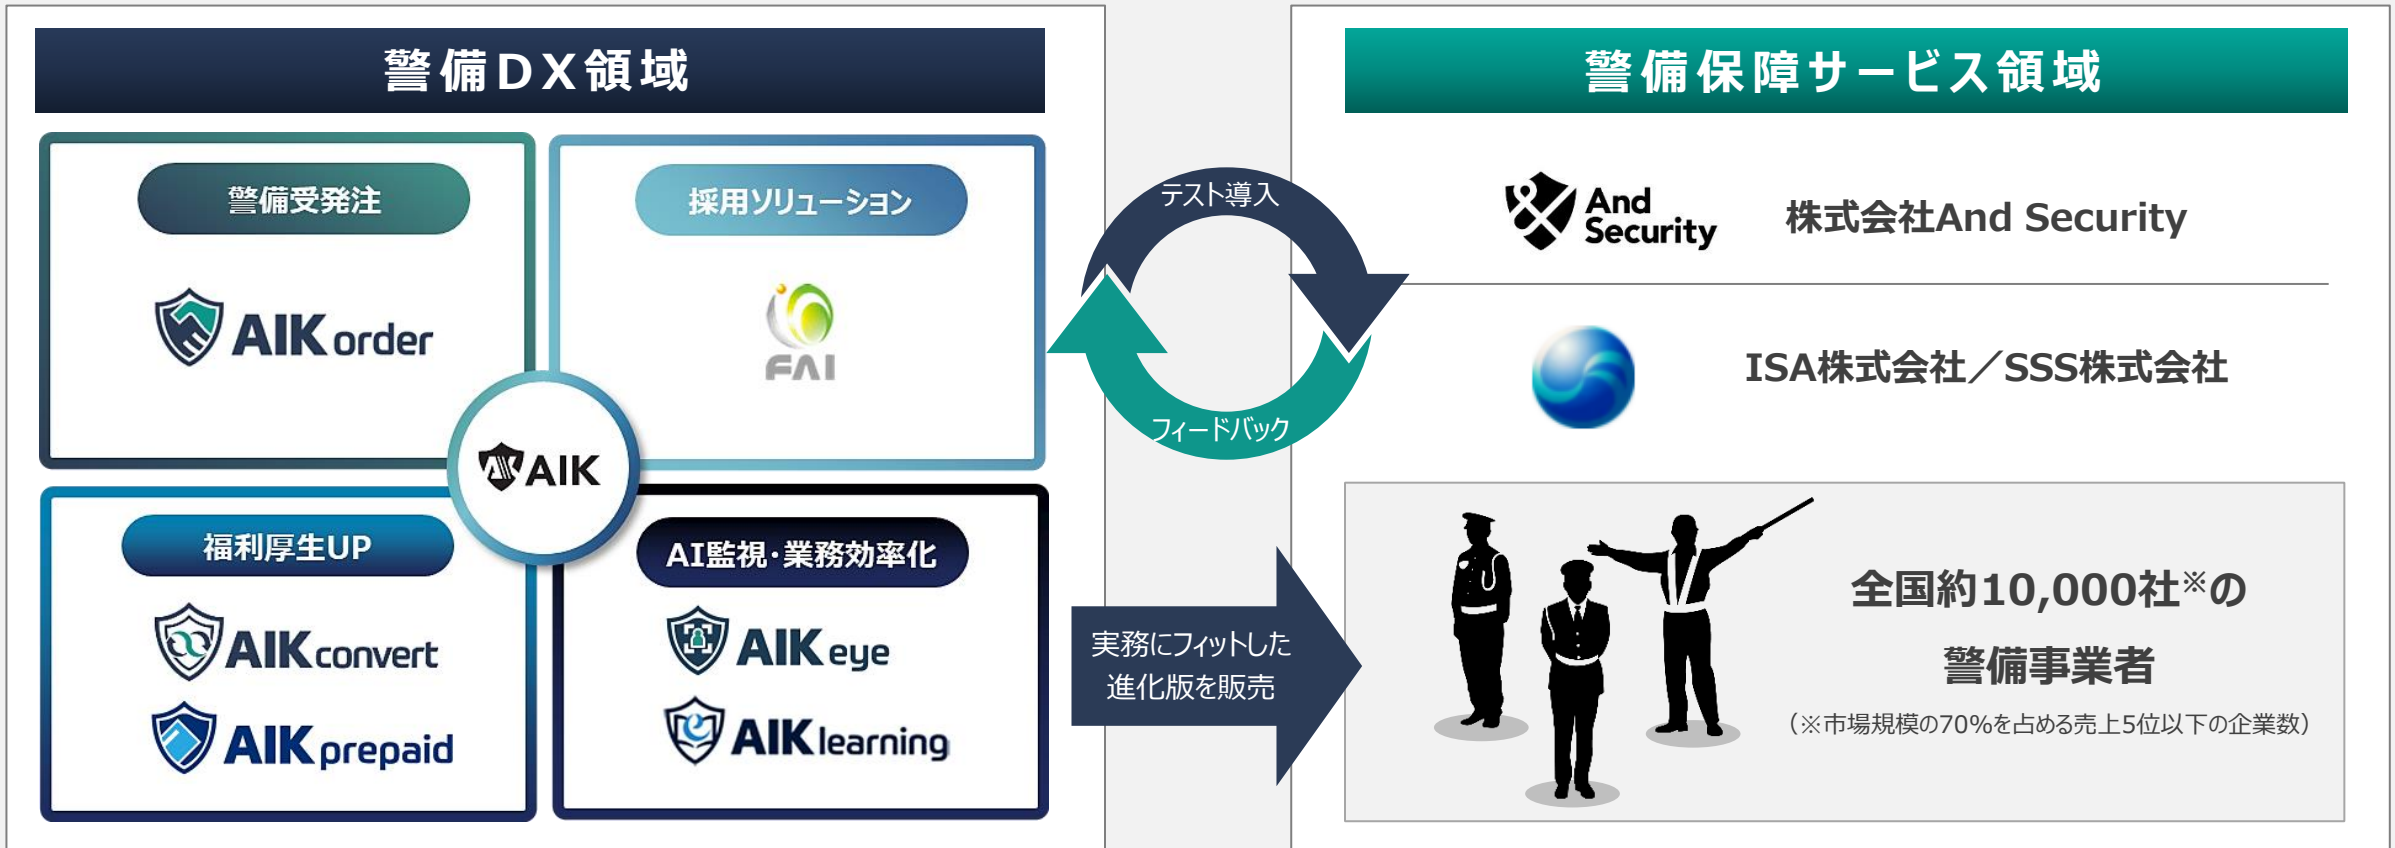 警備DX領域
警備受発注
AIK order
採用ソリューション
FAI
AIK
福利厚生UP
AIK convert
AIK prepaid
AI監視・業務効率化
AIK eye
AIK learning
テスト導入
フィードバック
実務にフィットした
進化版を販売
警備保障サービス領域
And
Security
株式会社And Security
ISA株式会社／SSS株式会社
全国約10,000社※の
警備事業者
（※市場規模の70%を占める売上5位以下の企業数）